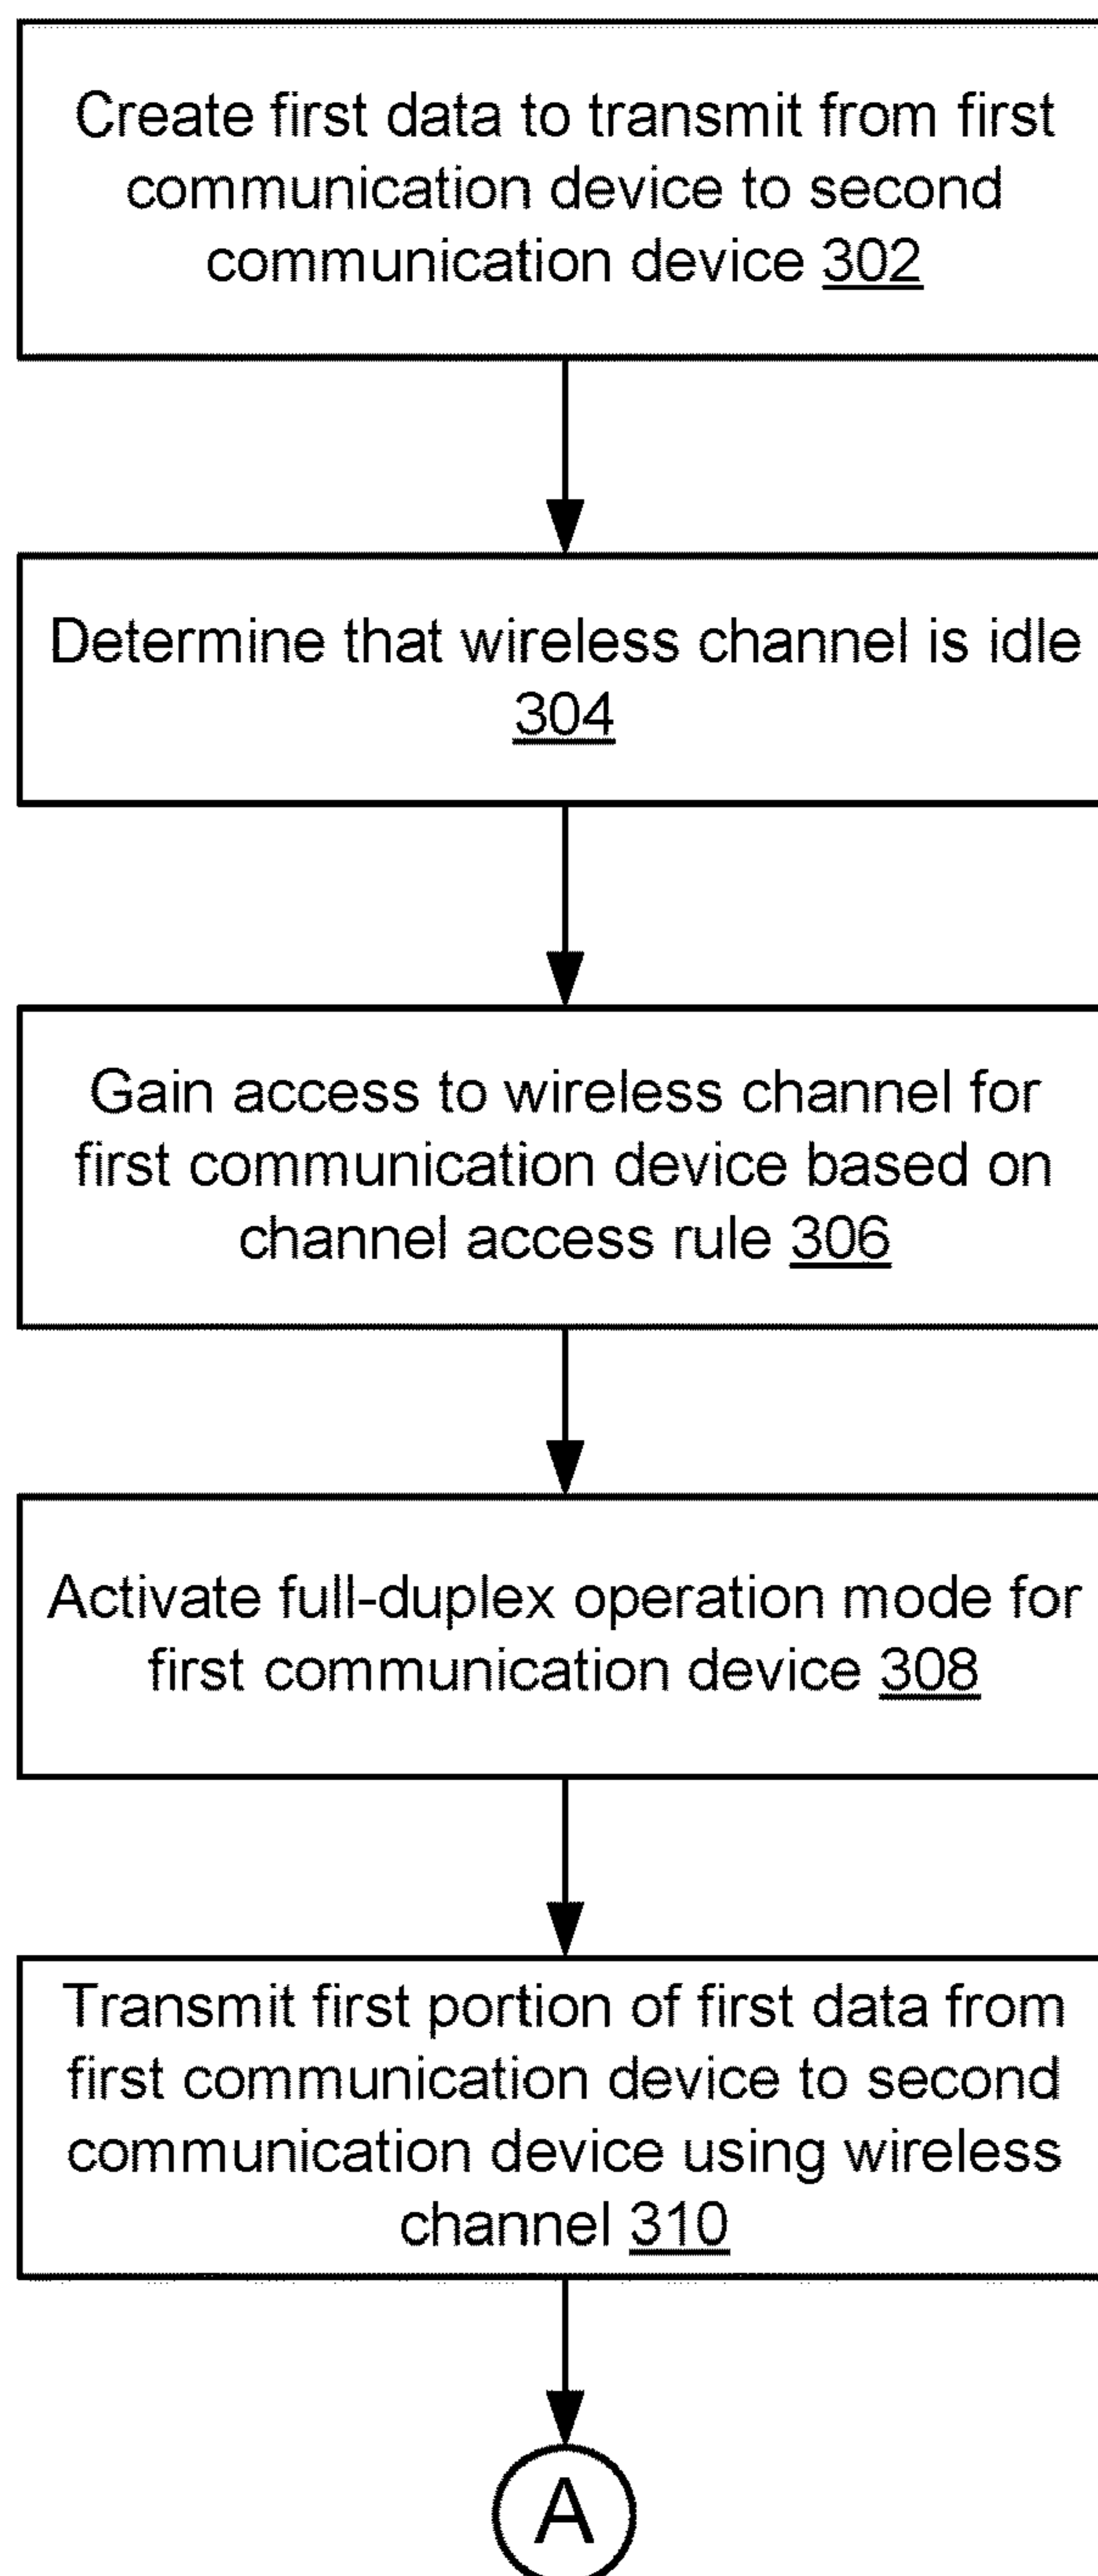 Create first data to transmit from first
communication device to second
communication device 302
Determine that wireless channel is idle
304
Gain access to wireless channel for
first communication device based on
channel access rule 306
Activate full-duplex operation mode for
first communication device 308
Transmit first portion of first data from
first communication device to second
communication device using wireless
channel 310
A